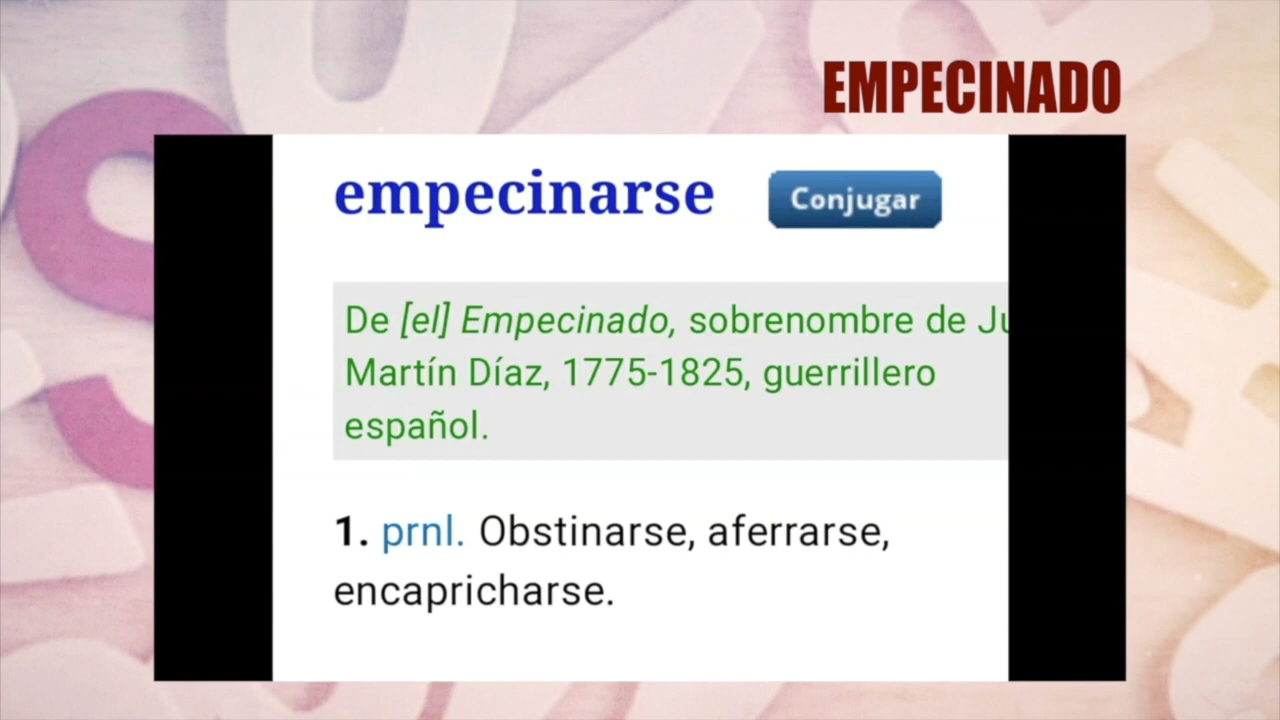 EMPECINADO
empecinarse Conjugar
De [el] Empecinado, sobrenombre de
Martín Díaz, 1775-1825, guerrillero
español.
1. prnl. Obstinarse, aferrarse,
encapricharse.